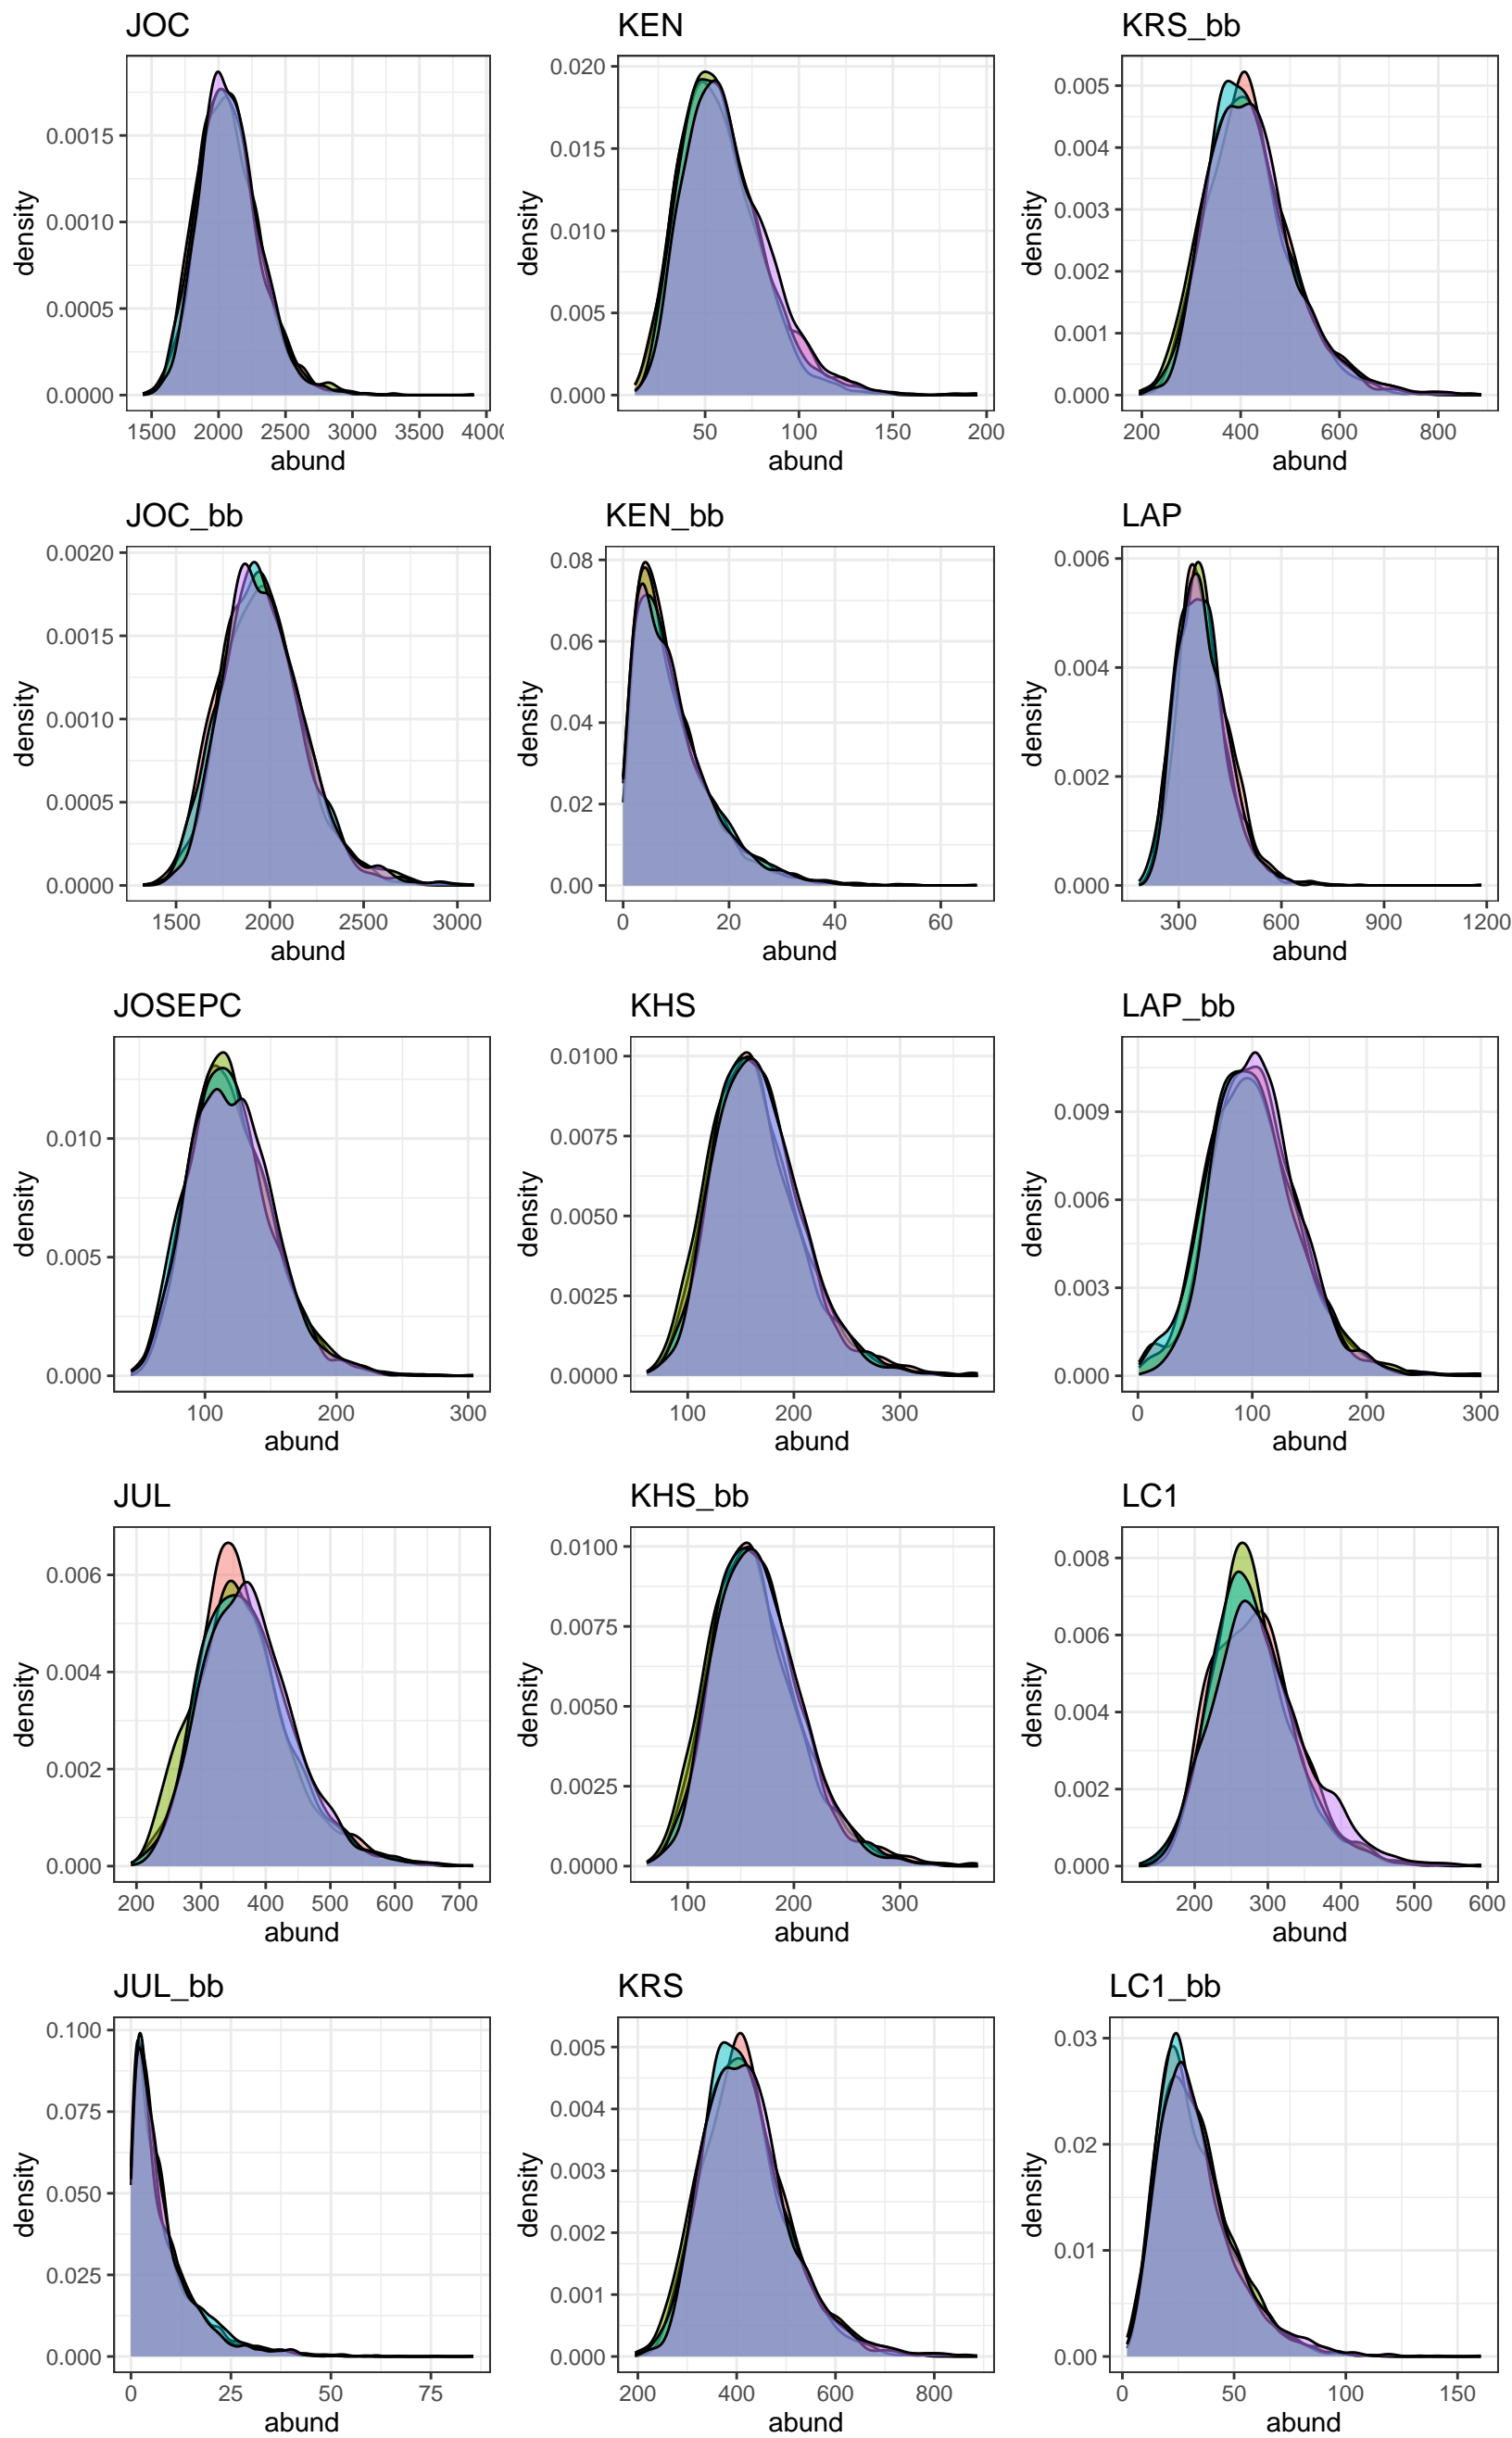 JOC
KEN
KRS_bb
density
0.0015
0.0010
0.0005
0.0000
1500 2000 2500 3000 3500 4000
abund
density
0.020
0.015
0.010
0.005
0.000
50 100 150 200
abund
density
0.005
0.004
0.003
0.002
0.001
0.000
200 400 600 800
abund
JOC_bb
KEN_bb
LAP
density
0.0020
0.0015
0.0010
0.0005
0.0000
1500 2000 2500 3000
abund
density
0.08
0.06
0.04
0.02
0.00
0 20 40 60
abund
density
0.006
0.004
0.002
0.000
300 600 900 1200
abund
JOSEPC
KHS
LAP_bb
density
0.010
0.005
0.000
100 200 300
abund
density
0.0100
0.0075
0.0050
0.0025
0.0000
100 200 300
abund
density
0.009
0.006
0.003
0.000
0 100 200 300
abund
JUL
KHS_bb
LC1
density
0.006
0.004
0.002
0.000
200 300 400 500 600 700
abund
density
0.0100
0.0075
0.0050
0.0025
0.0000
100 200 300
abund
density
0.008
0.006
0.004
0.002
0.000
200 300 400 500 600
abund
JUL_bb
KRS
LC1_bb
density
0.100
0.075
0.050
0.025
0.000
0 25 50 75
abund
density
0.005
0.004
0.003
0.002
0.001
0.000
200 400 600 800
abund
density
0.03
0.02
0.01
0.00
0 50 100 150
abund